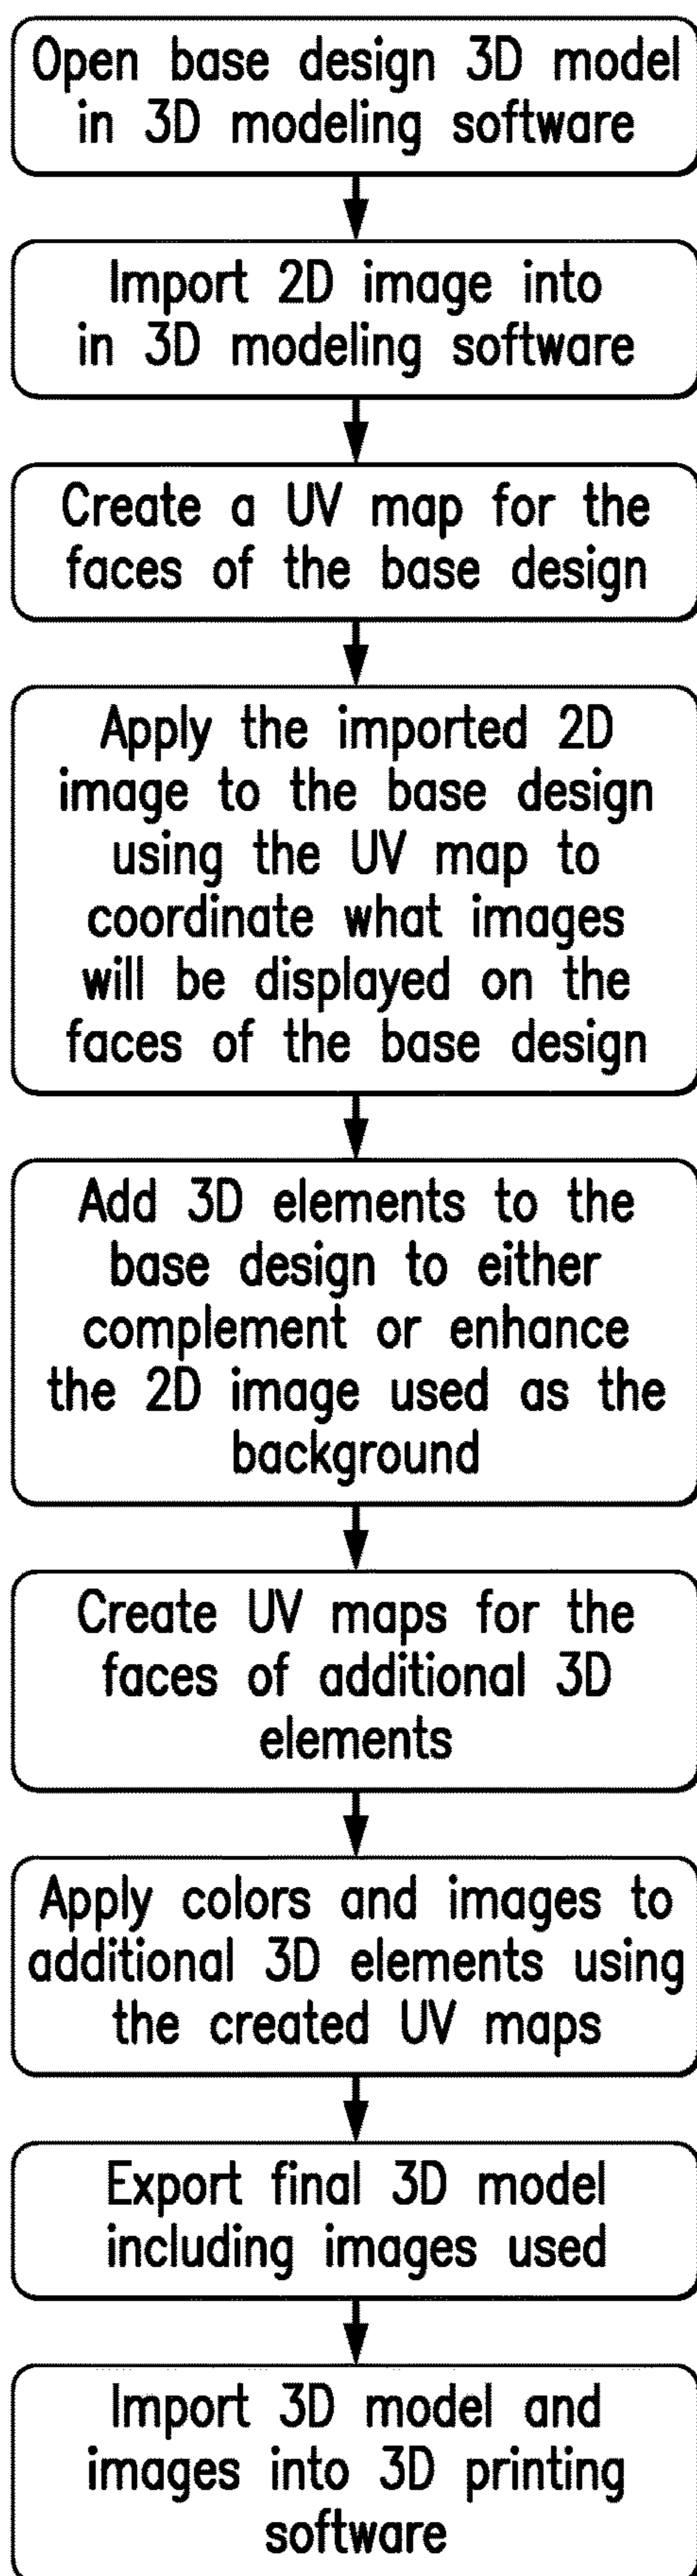 Open base design 3D model
in 3D modeling software
Import 2D image into
in 3D modeling software
Create a UV map for the
faces of the base design
Apply the imported 2D
image to the base design
using the UV map to
coordinate what images
will be displayed on the
faces of the base design
Add 3D elements to the
base design to either
complement or enhance
the 2D image used as the
background
Create UV maps for the
faces of additional 3D
elements
Apply colors and images to
additional 3D elements using
the created UV maps
Export final 3D model
including images used
Import 3D model and
images into 3D printing
software